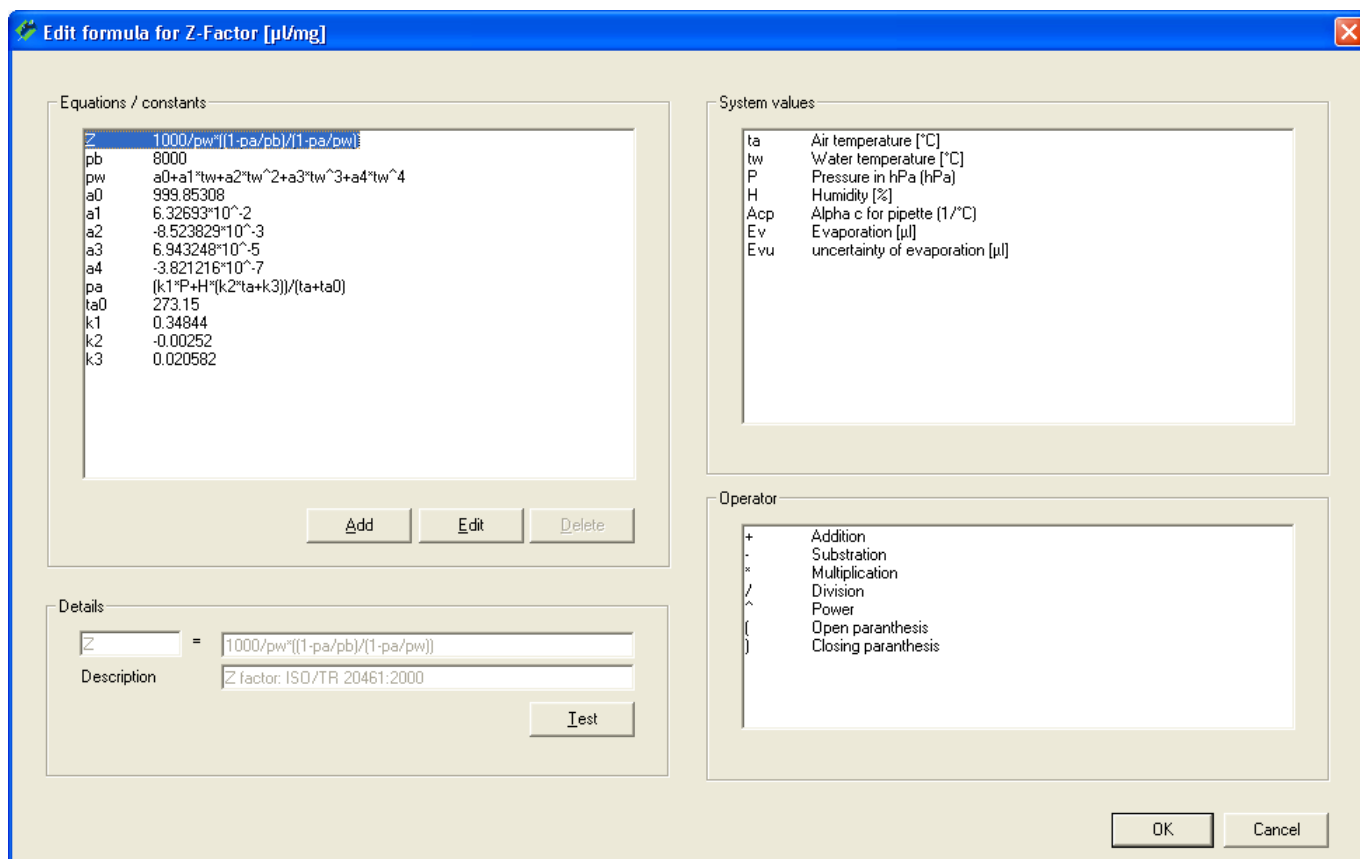 Edit formula for Z-Factor [µl/mg]
Equations / constants
Z 1000/pw*((1-pa/pb)/(1-pa/pw))
pb 8000
pw a0+a1*tw+a2*tw^2+a3*tw^3+a4*tw^4
a0 999.85308
a1 6.32693*10^-2
a2 -8.523829*10^-3
a3 6.943248*10^-5
a4 -3.821216*10^-7
pa (k1*P+H*(k2*ta+k3))/(ta+ta0)
ta0 273.15
k1 0.34844
k2 -0.00252
k3 0.020582
Add Edit Delete
Details
Z = 1000/pw*((1-pa/pb)/(1-pa/pw))
Description Z factor: ISO/TR 20461:2000
Test
System values
ta Air temperature [°C]
tw Water temperature [°C]
P Pressure in hPa (hPa)
H Humidity [%]
Acp Alpha c for pipette (1/°C)
Ev Evaporation [µl]
Evu uncertainty of evaporation [µl]
Operator
+ Addition
- Substration
* Multiplication
/ Division
^ Power
( Open paranthesis
) Closing paranthesis
OK Cancel